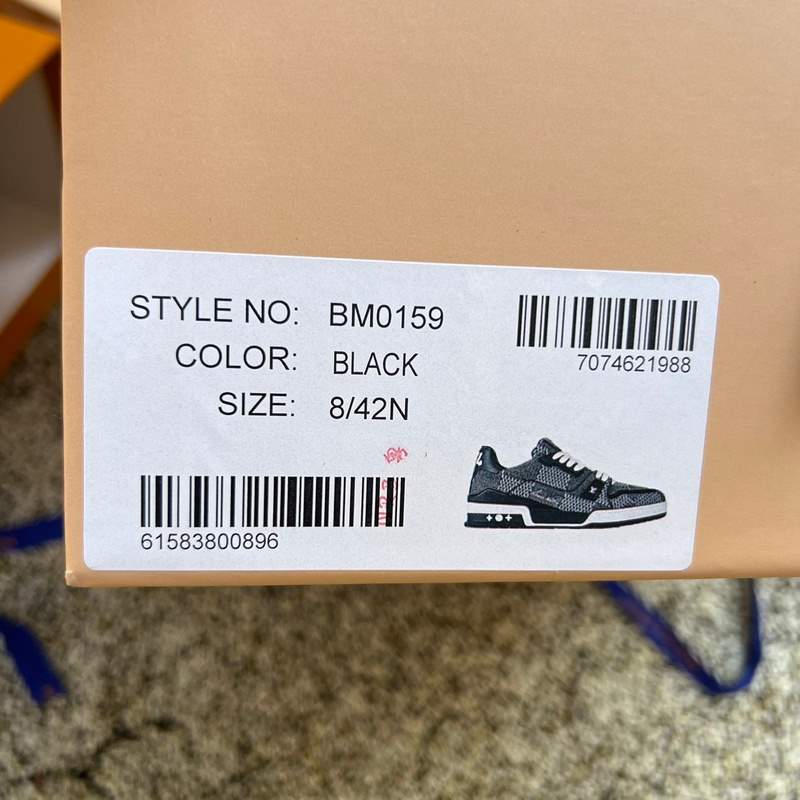 STYLE NO: BM0159
7074621988
COLOR: BLACK
SIZE: 8/42N
61583800896